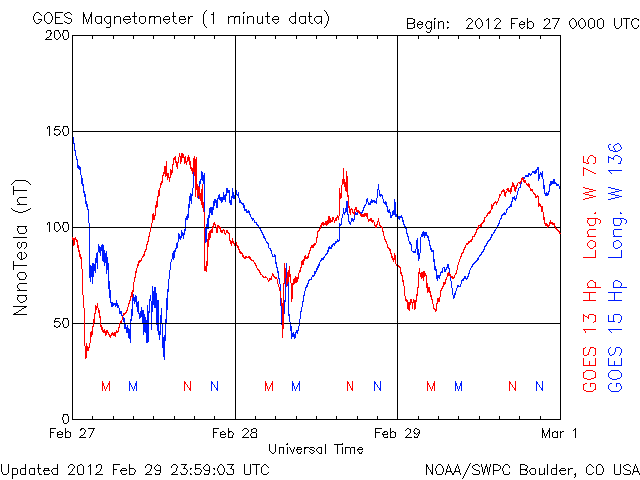 GOES Magnetometer (1 minute data)
Begin: 2012 Feb 27 0000 UTC
200
150
100
50
0
NanoTesla (nT)
M M N N M M N N M M N N
Feb 27 Feb 28 Feb 29 Mar 1
Universal Time
GOES 13 Hp Long. W 75
GOES 15 Hp Long. W 136
Updated 2012 Feb 29 23:59:03 UTC
NOAA/SWPC Boulder, CO USA